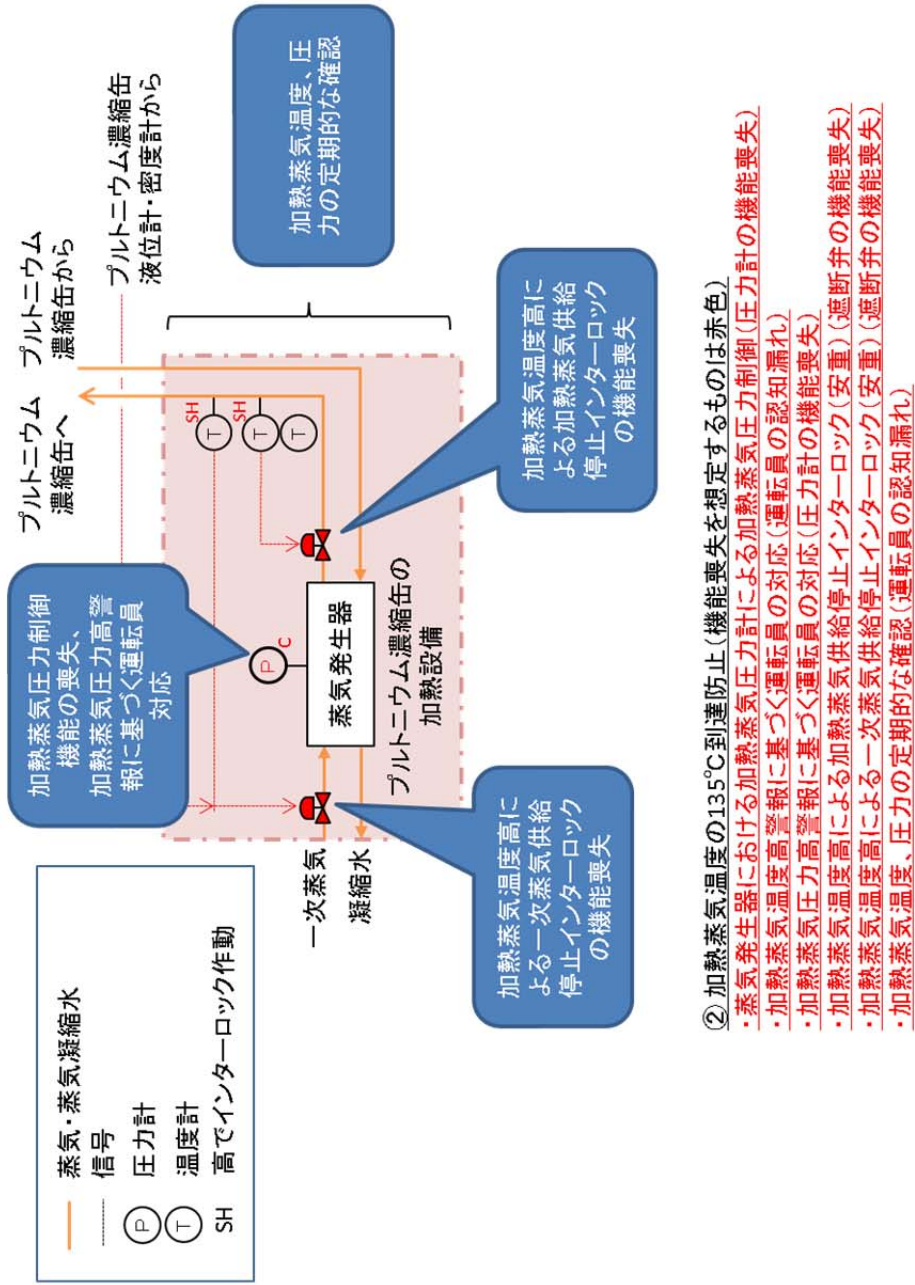 蒸気・蒸気凝縮水
信号
P
圧力計
T
温度計
SH
高でインターロック作動
加熱蒸気圧力制御
機能の喪失、
加熱蒸気圧力高警
報に基づく運転員
対応
プルトニウム
濃縮缶へ
プルトニウム
濃縮缶から
プルトニウム濃縮缶
液位計・密度計から
加熱蒸気温度、圧
力の定期的な確認
P
C
SH
T
SH
T
T
一次蒸気
凝縮水
蒸気発生器
プルトニウム濃縮缶の
加熱設備
加熱蒸気温度高に
よる一次蒸気供給
停止インターロック
の機能喪失
加熱蒸気温度高に
よる加熱蒸気供給
停止インターロック
の機能喪失
② 加熱蒸気温度の135℃到達防止(機能喪失を想定するものは赤色)
・蒸気発生器における加熱蒸気圧力計による加熱蒸気圧力制御(圧力計の機能喪失)
・加熱蒸気温度高警報に基づく運転員の対応(運転員の認知漏れ)
・加熱蒸気圧力高警報に基づく運転員の対応(圧力計の機能喪失)
・加熱蒸気温度高による加熱蒸気供給停止インターロック(安重)(遮断弁の機能喪失)
・加熱蒸気温度高による一次蒸気供給停止インターロック(安重)(遮断弁の機能喪失)
・加熱蒸気温度、圧力の定期的な確認(運転員の認知漏れ)